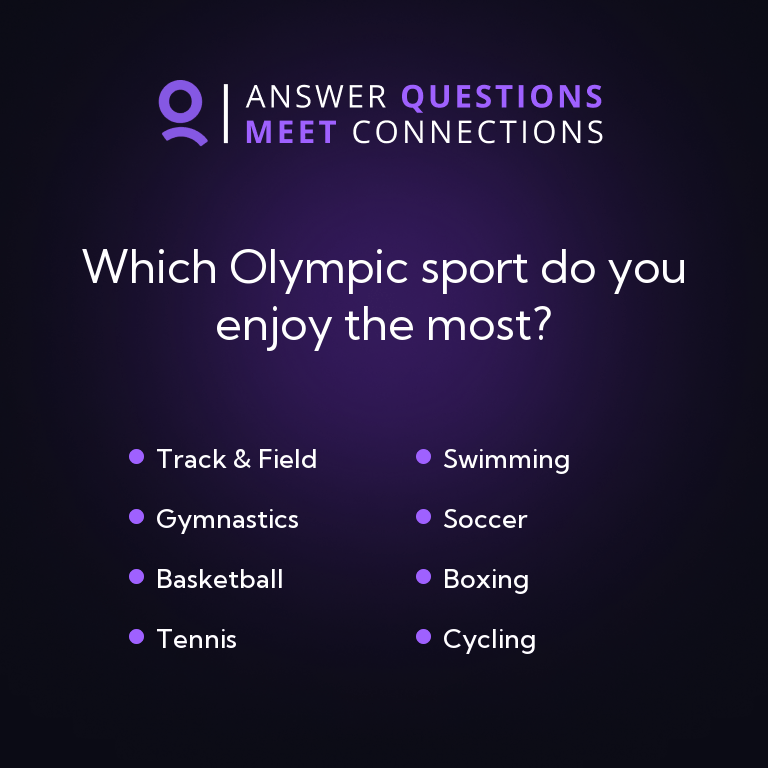 ANSWER QUESTIONS
MEET CONNECTIONS
Which Olympic sport do you
enjoy the most?
Track & Field
Gymnastics
Basketball
Tennis
Swimming
Soccer
Boxing
Cycling